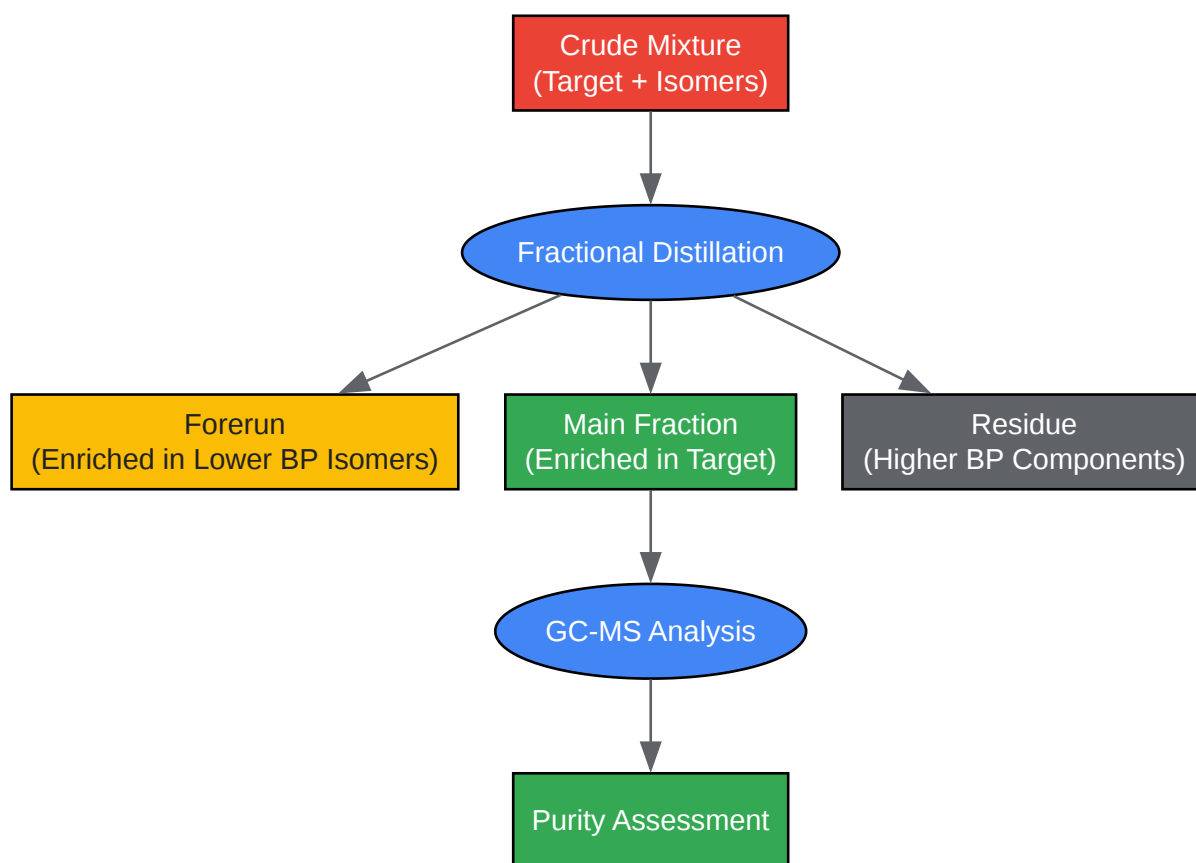 Crude Mixture
(Target + Isomers)
Fractional Distillation
Forerun
(Enriched in Lower BP Isomers)
Main Fraction
(Enriched in Target)
Residue
(Higher BP Components)
GC-MS Analysis
Purity Assessment